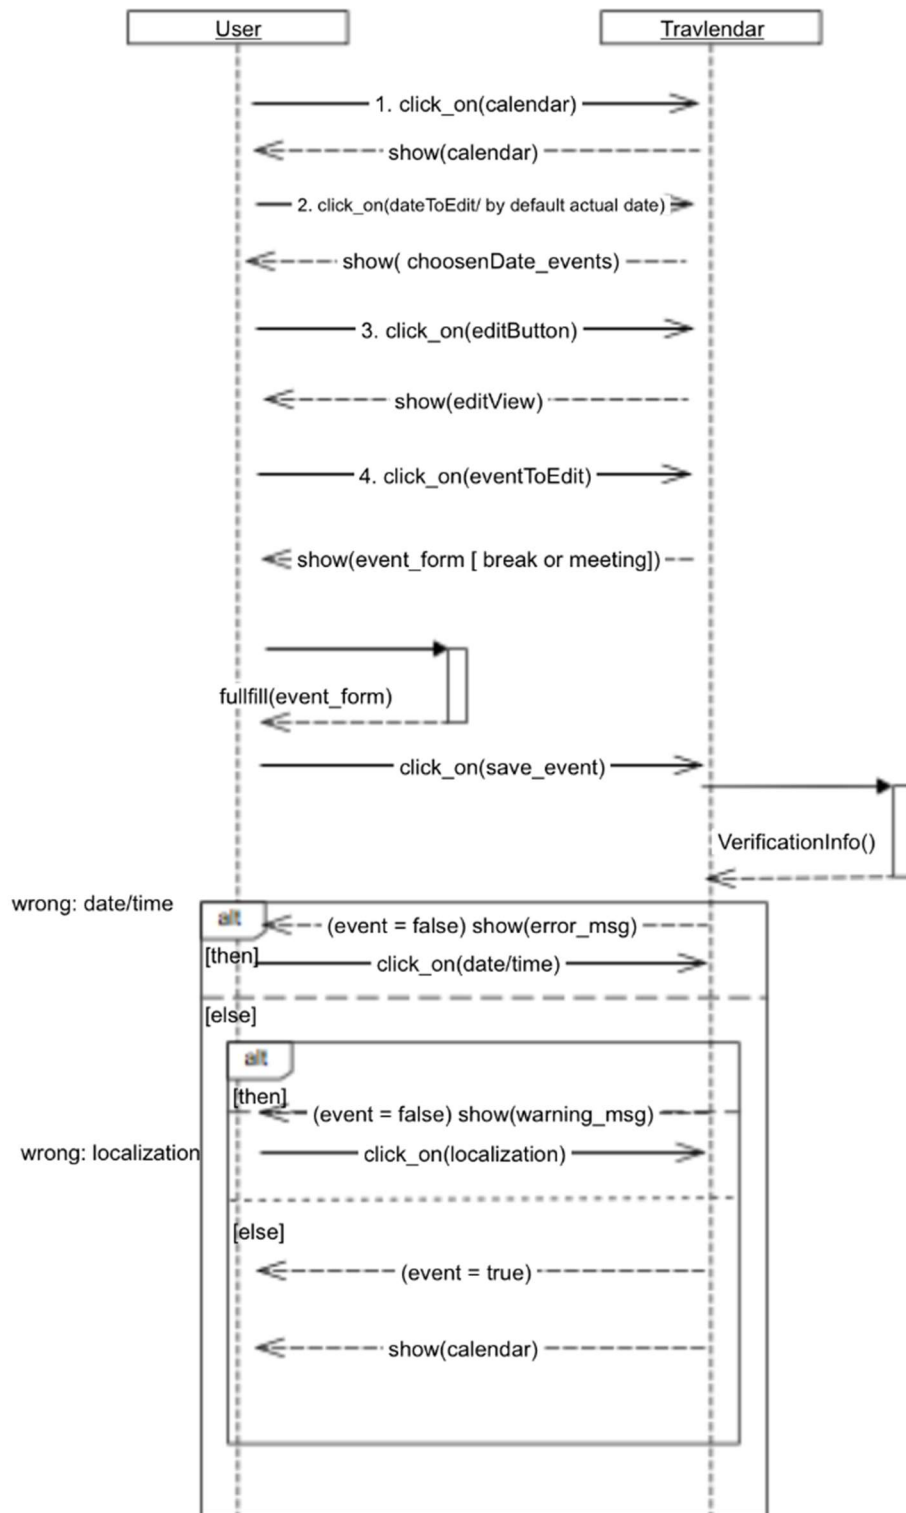 User
Travlendar
1. click_on(calendar)
show(calendar)
2. click_on(dateToEdit/ by default actual date)
show( choosenDate_events)
3. click_on(editButton)
show(editView)
4. click_on(eventToEdit)
show(event_form [ break or meeting])
fullfill(event_form)
click_on(save_event)
VerificationInfo()
wrong: date/time
alt
(event = false) show(error_msg)
[then]
click_on(date/time)
[else]
alt
[then]
(event = false) show(warning_msg)
wrong: localization
click_on(localization)
[else]
(event = true)
show(calendar)